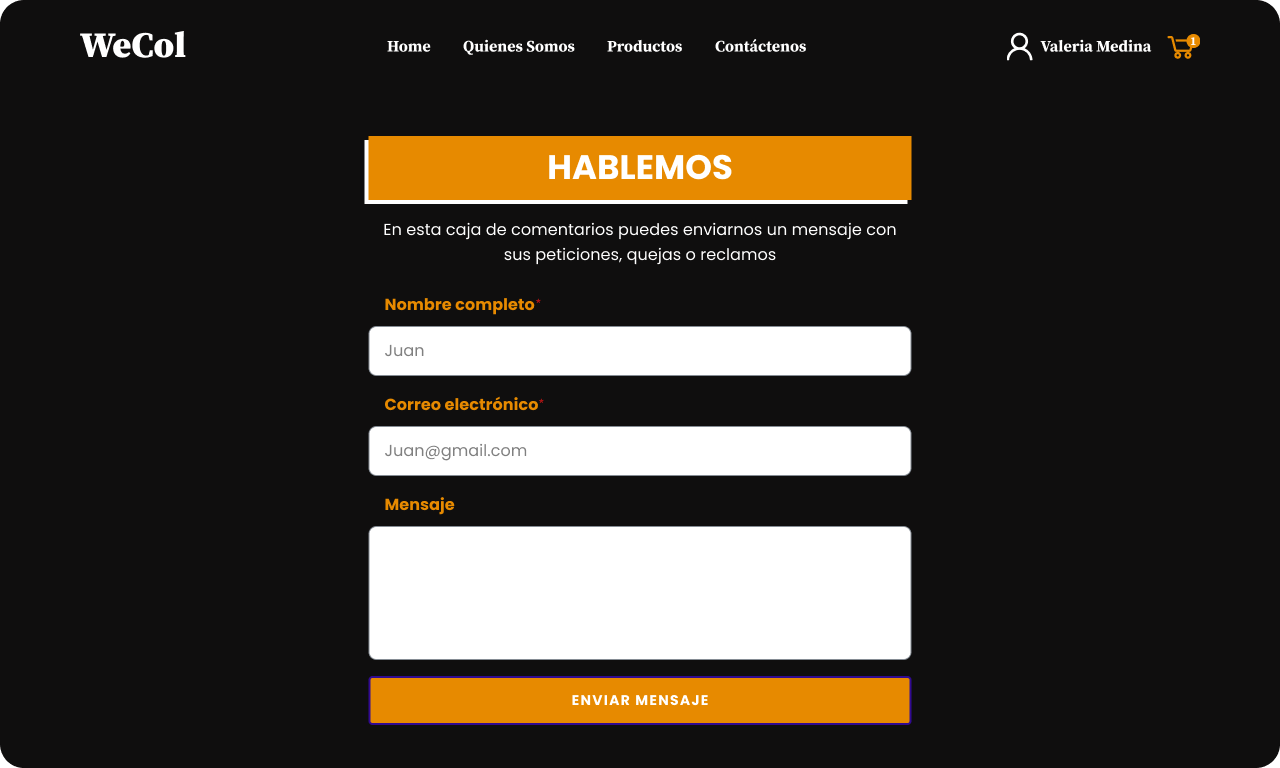 WeCol
Home Quienes Somos Productos Contáctenos
Valeria Medina 1
HABLEMOS
En esta caja de comentarios puedes enviarnos un mensaje con
sus peticiones, quejas o reclamos
Nombre completo*
Juan
Correo electrónico*
Juan@gmail.com
Mensaje
ENVIAR MENSAJE